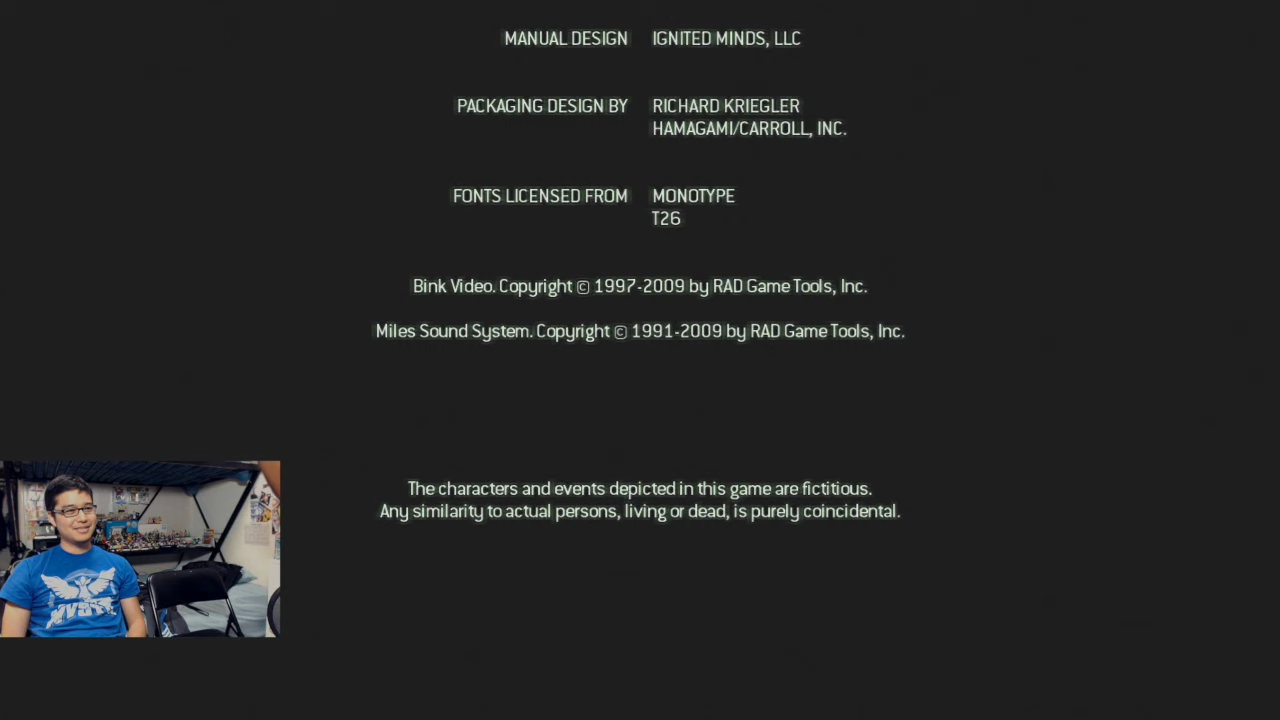 MANUAL DESIGN IGNITED MINDS, LLC
PACKAGING DESIGN BY RICHARD KRIEGLER
HAMAGAMI/CARROLL, INC.
FONTS LICENSED FROM MONOTYPE
T26
Bink Video. Copyright © 1997-2009 by RAD Game Tools, Inc.
Miles Sound System. Copyright © 1991-2009 by RAD Game Tools, Inc.
The characters and events depicted in this game are fictitious.
Any similarity to actual persons, living or dead, is purely coincidental.